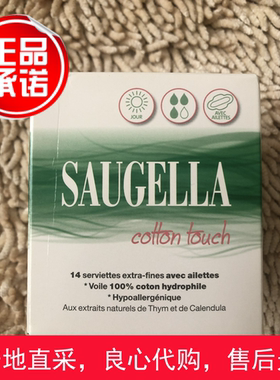 正品
承诺
JOUR
AVEC
AILETTES
SAUGELLA
cotton touch
14 serviettes extra-fines avec ailettes
* Voile 100% coton hydrophile
* Hypoallergénique
Aux extraits naturels de Thym et de Calendula
地直采，良心代购，售后